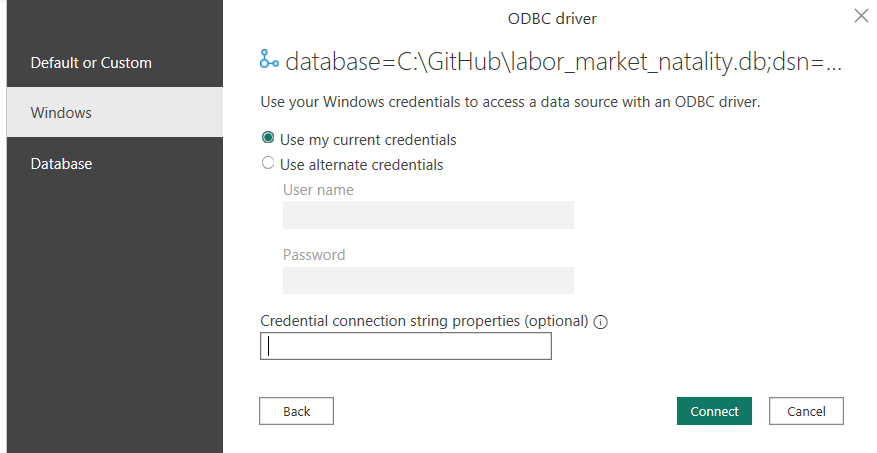 ODBC driver
Default or Custom
Windows
Database
database=C:\GitHub\labor_market_natality.db;dsn=...
Use your Windows credentials to access a data source with an ODBC driver.
Use my current credentials
Use alternate credentials
User name
Password
Credential connection string properties (optional)
Back
Connect
Cancel